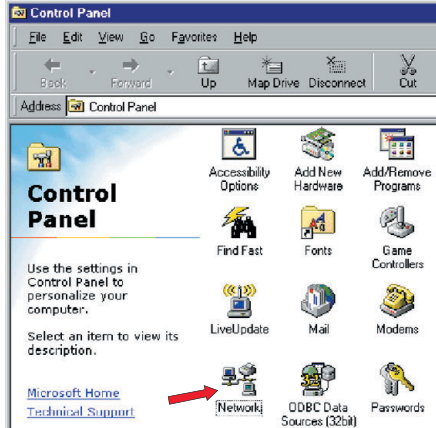 Control Panel
File Edit View Go Favorites Help
Back Forward Up Map Drive Disconnect Cut
Address Control Panel
Control
Panel
Use the settings in
Control Panel to
personalize your
computer.
Select an item to view its
description.
Microsoft Home
Technical Support
Accessibility
Options
Add New
Hardware
Add/Remove
Programs
Find Fast
Fonts
Game
Controllers
LiveUpdate
Mail
Modems
Network
ODBC Data
Sources (32bit)
Passwords